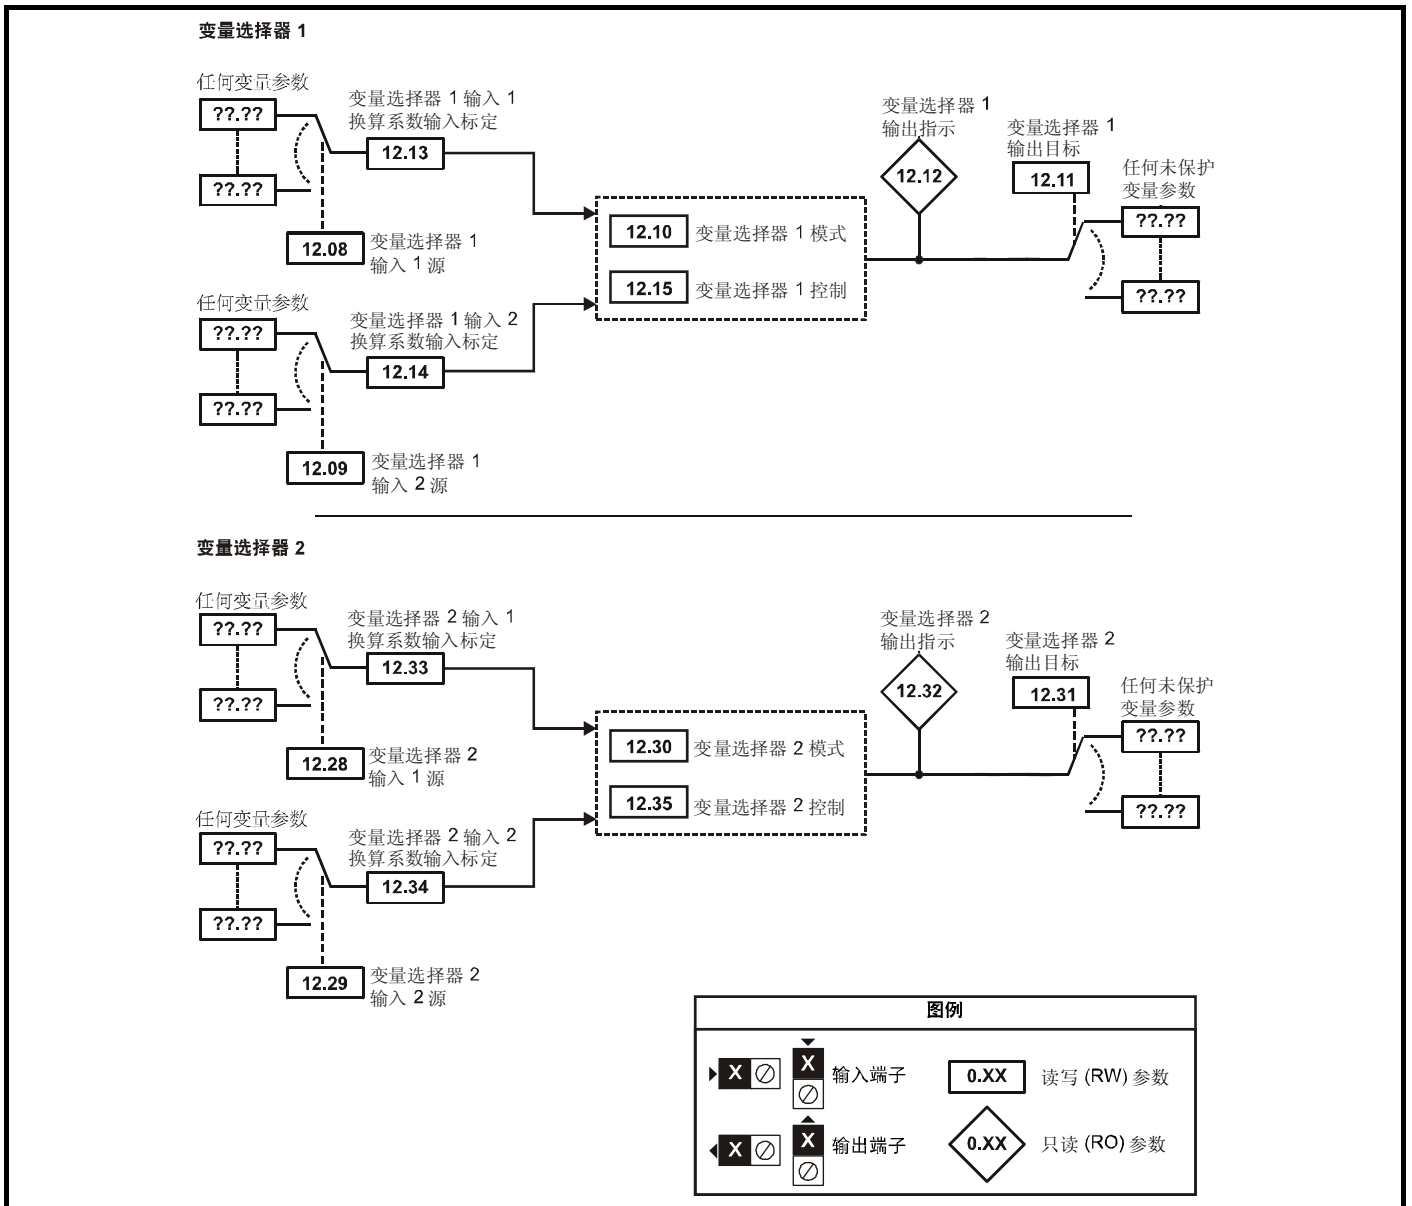 变量选择器 1
任何变量参数
??.??
??.??
变量选择器 1 输入 1
换算系数输入标定
12.13
12.08
变量选择器 1
输入 1 源
任何变量参数
??.??
??.??
变量选择器 1 输入 2
换算系数输入标定
12.14
12.09
变量选择器 1
输入 2 源
12.10 变量选择器 1 模式
12.15 变量选择器 1 控制
变量选择器 1
输出指示
12.12
变量选择器 1
输出目标
12.11
任何未保护
变量参数
??.??
??.??
变量选择器 2
任何变量参数
??.??
??.??
变量选择器 2 输入 1
换算系数输入标定
12.33
12.28
变量选择器 2
输入 1 源
任何变量参数
??.??
??.??
变量选择器 2 输入 2
换算系数输入标定
12.34
12.29
变量选择器 2
输入 2 源
12.30 变量选择器 2 模式
12.35 变量选择器 2 控制
变量选择器 2
输出指示
12.32
变量选择器 2
输出目标
12.31
任何未保护
变量参数
??.??
??.??
图例
X X 输入端子 0.XX 读写 (RW) 参数
X X 输出端子 0.XX 只读 (RO) 参数